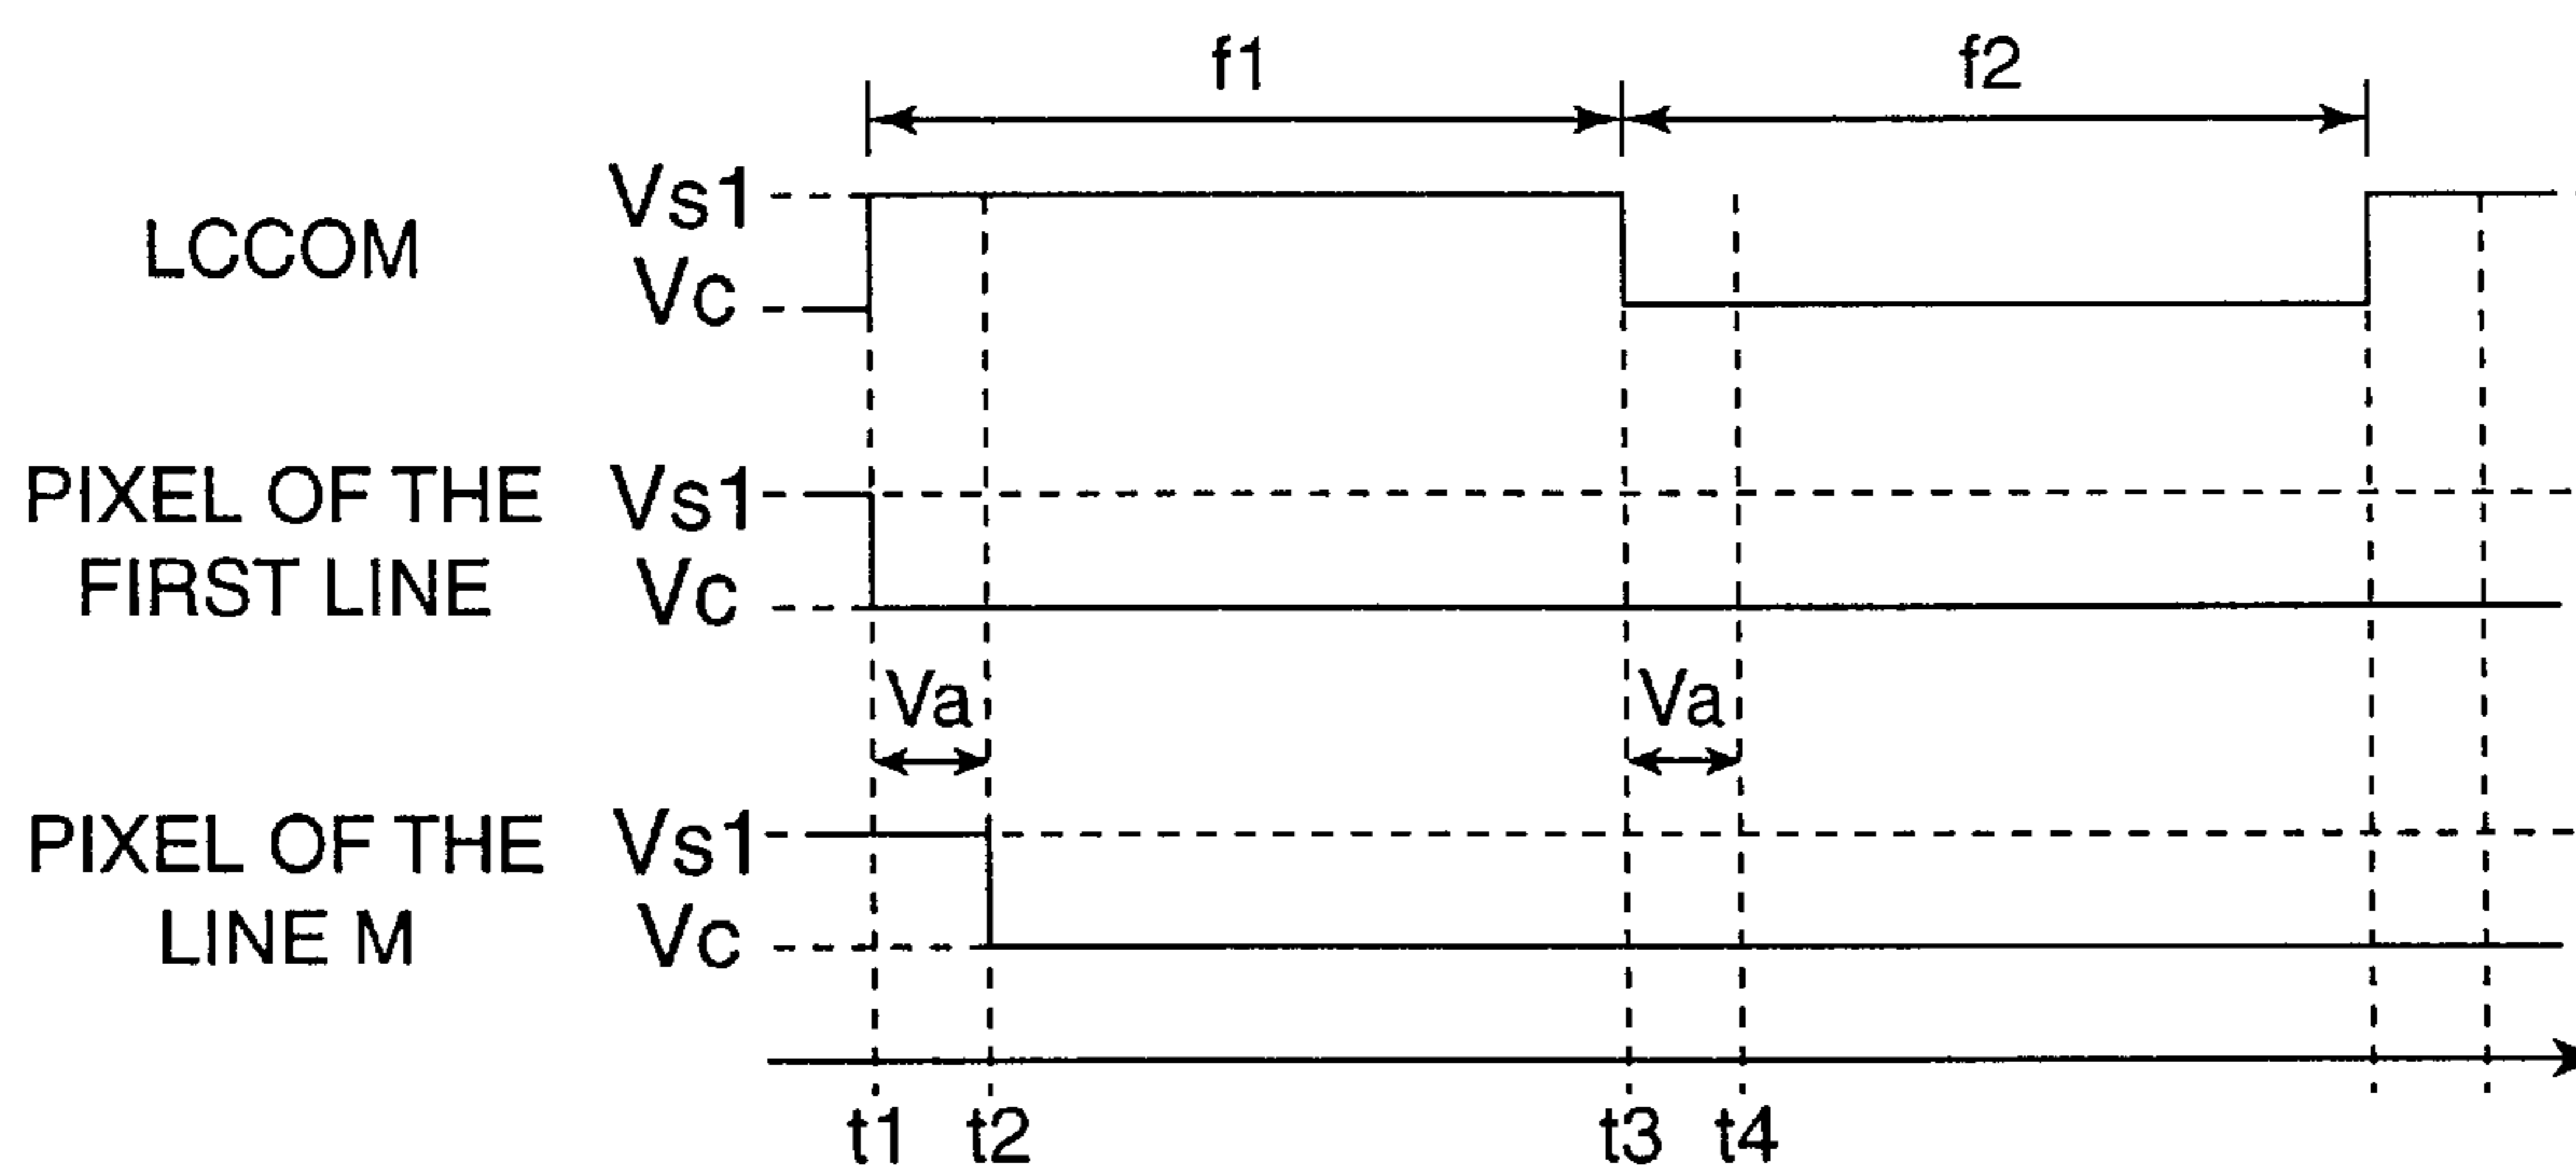 f1 f2
Vs1
LCCOM
Vc
PIXEL OF THE Vs1
FIRST LINE Vc
Va Va
PIXEL OF THE Vs1
LINE M Vc
t1 t2 t3 t4